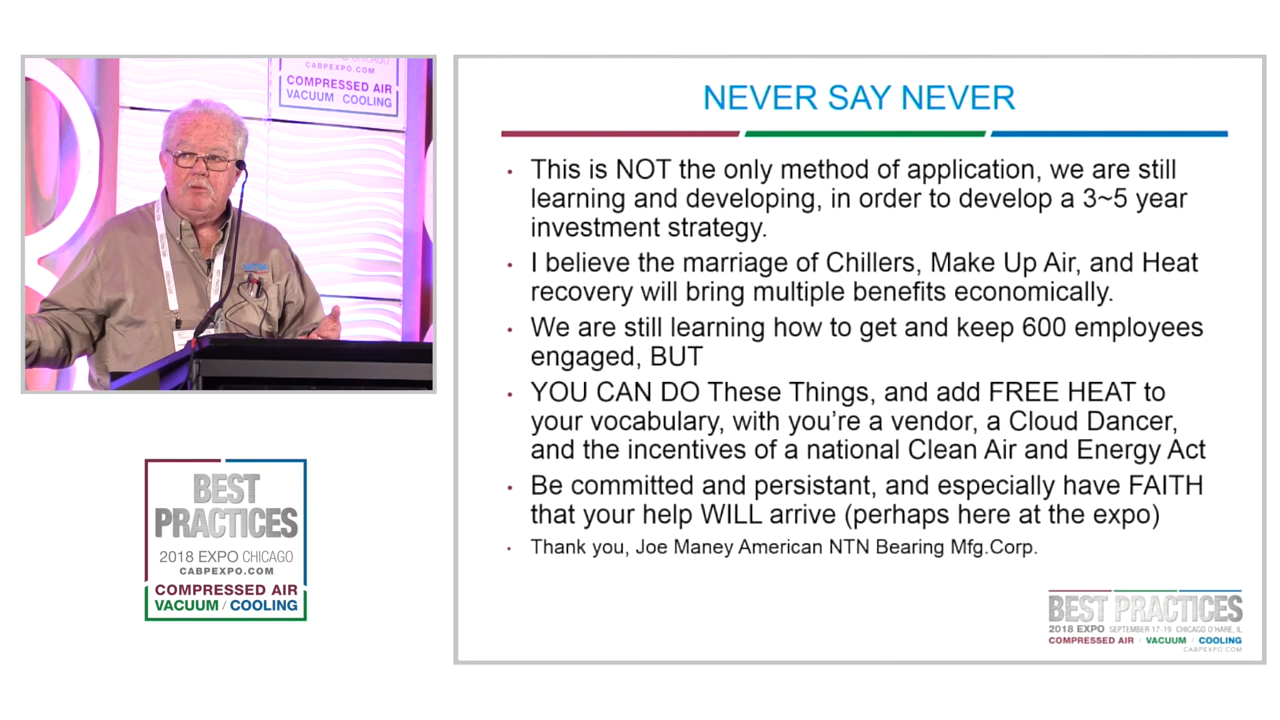 CABPEXPO.COM
COMPRESSED AIR
VACUUM COOLING
BEST
PRACTICES
2018 EXPO CHICAGO
CABPEXPO.COM
COMPRESSED AIR
VACUUM / COOLING
NEVER SAY NEVER
• This is NOT the only method of application, we are still
learning and developing, in order to develop a 3~5 year
investment strategy.
• I believe the marriage of Chillers, Make Up Air, and Heat
recovery will bring multiple benefits economically.
• We are still learning how to get and keep 600 employees
engaged, BUT
• YOU CAN DO These Things, and add FREE HEAT to
your vocabulary, with you’re a vendor, a Cloud Dancer,
and the incentives of a national Clean Air and Energy Act
• Be committed and persistant, and especially have FAITH
that your help WILL arrive (perhaps here at the expo)
• Thank you, Joe Maney American NTN Bearing Mfg.Corp.
BEST PRACTICES
2018 EXPO SEPTEMBER 17-19 CHICAGO O'HARE, IL
COMPRESSED AIR / VACUUM / COOLING
CABPEXPO.COM